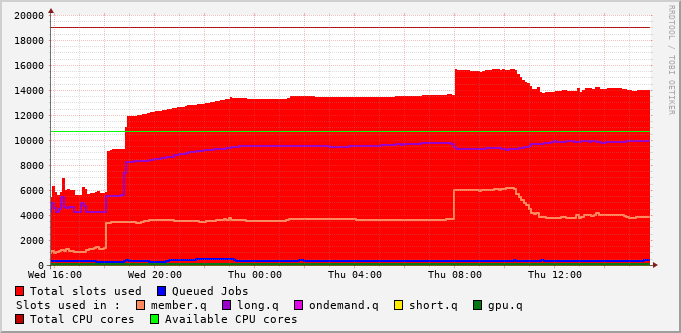 RRDTOOL / TOBI OETIKER
20000
18000
16000
14000
12000
10000
8000
6000
4000
2000
0
Wed 16:00 Wed 20:00 Thu 00:00 Thu 04:00 Thu 08:00 Thu 12:00
Total slots used Queued Jobs
Slots used in : member.q long.q ondemand.q short.q gpu.q
Total CPU cores Available CPU cores